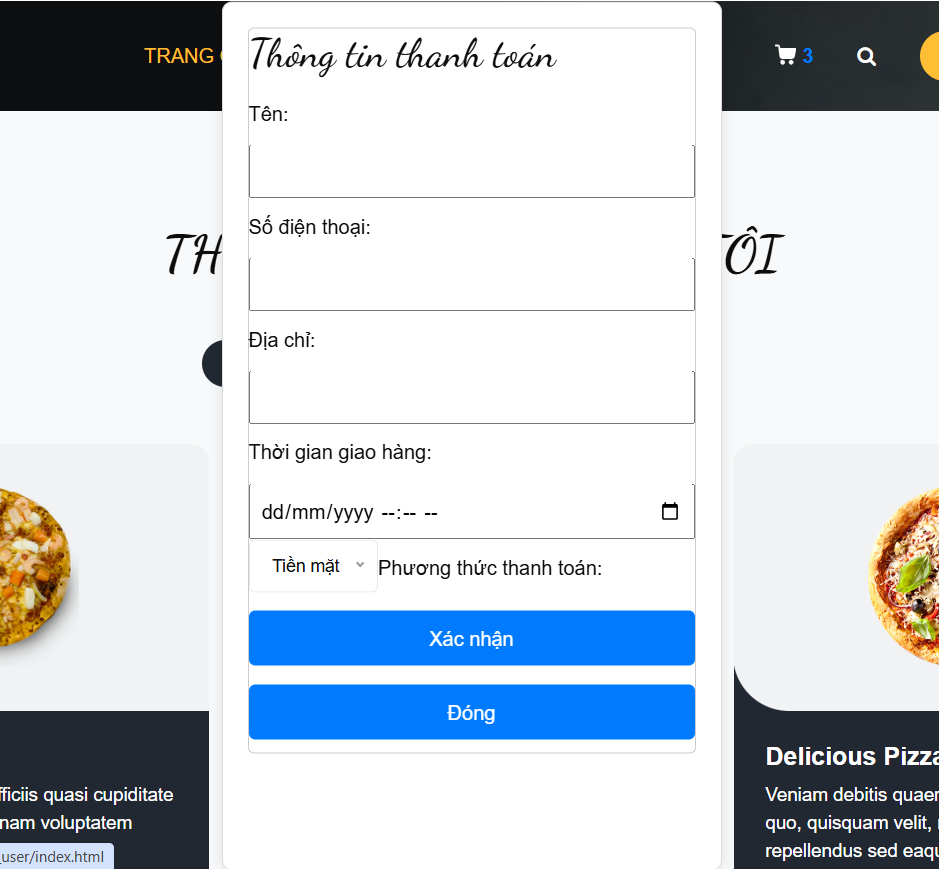 TRANG
3
Thông tin thanh toán
Tên:
Số điện thoại:
TH
TÔI
Địa chỉ:
Thời gian giao hàng:
dd/mm/yyyy --:-- --
Tiền mặt
Phương thức thanh toán:
Xác nhận
Đóng
Delicious Pizza
fficiis quasi cupiditate
nam voluptatem
Veniam debitis quaer
quo, quisquam velit,
repellendus sed eaqu
user/index.html